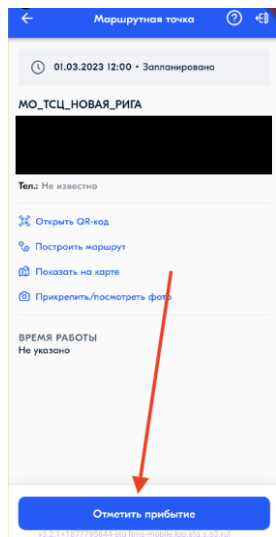 Маршрутная точка
01.03.2023 12:00 • Запланирована
МО_ТСЦ_НОВАЯ_РИГА
Тел.: Не известно
Открыть QR-код
Построить маршрут
Показать на карте
Прикрепить/посмотреть фото
ВРЕМЯ РАБОТЫ
Не указано
Отметить прибытие